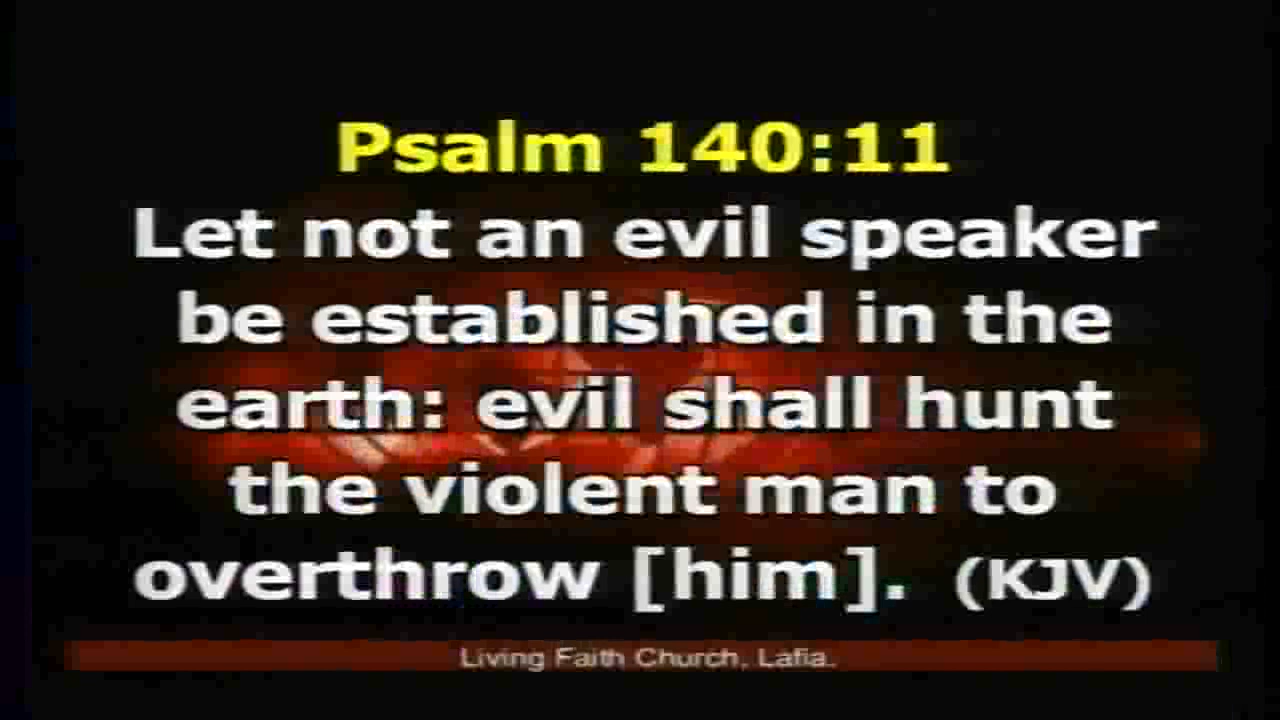 Psalm 140:11
Let not an evil speaker
be established in the
earth: evil shall hunt
the violent man to
overthrow [him]. (KJV)
Living Faith Church, Lafia.